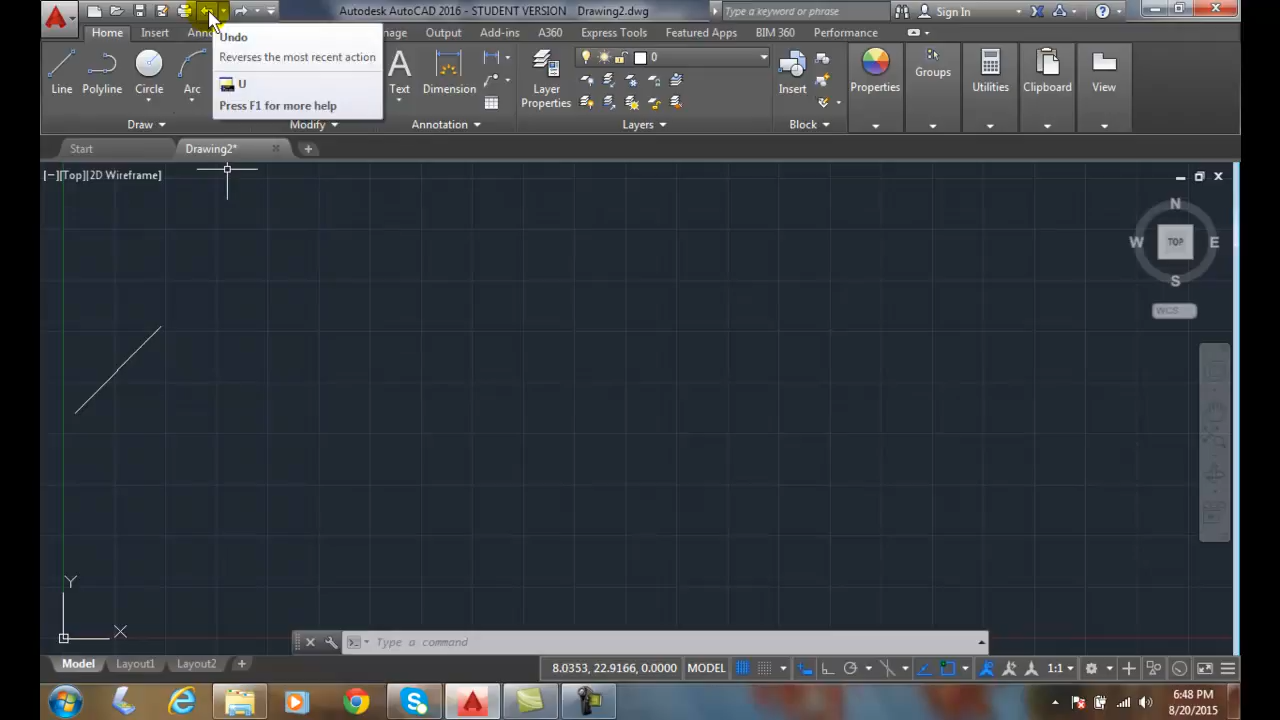 Autodesk AutoCAD 2016 - STUDENT VERSION Drawing2.dwg
Type a keyword or phrase
Sign In
Home Insert Output Add-ins A360 Express Tools Featured Apps BIM 360 Performance
Undo
Reverses the most recent action
U
Press F1 for more help
Line Polyline Circle Arc
Text Dimension
Layer Properties
0
Insert
Properties
Groups
Utilities
Clipboard
View
Draw Modify Annotation Layers Block
Start Drawing2*
[−][Top][2D Wireframe]
N
W TOP E
S
WCS
Y
X
Type a command
Model Layout1 Layout2
8.0353, 22.9166, 0.0000 MODEL 1:1
6:48 PM
8/20/2015